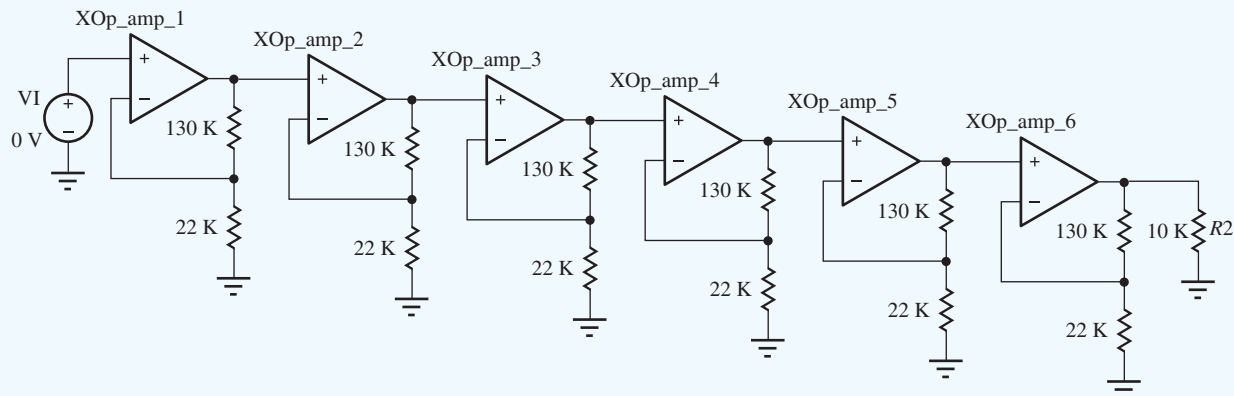 XOp_amp_1
XOp_amp_2
XOp_amp_3
XOp_amp_4
XOp_amp_5
XOp_amp_6
VI
0 V
+
−
+
−
130 K
22 K
+
−
130 K
22 K
+
−
130 K
22 K
+
−
130 K
22 K
+
−
130 K
22 K
+
−
130 K
22 K
10 K
R2